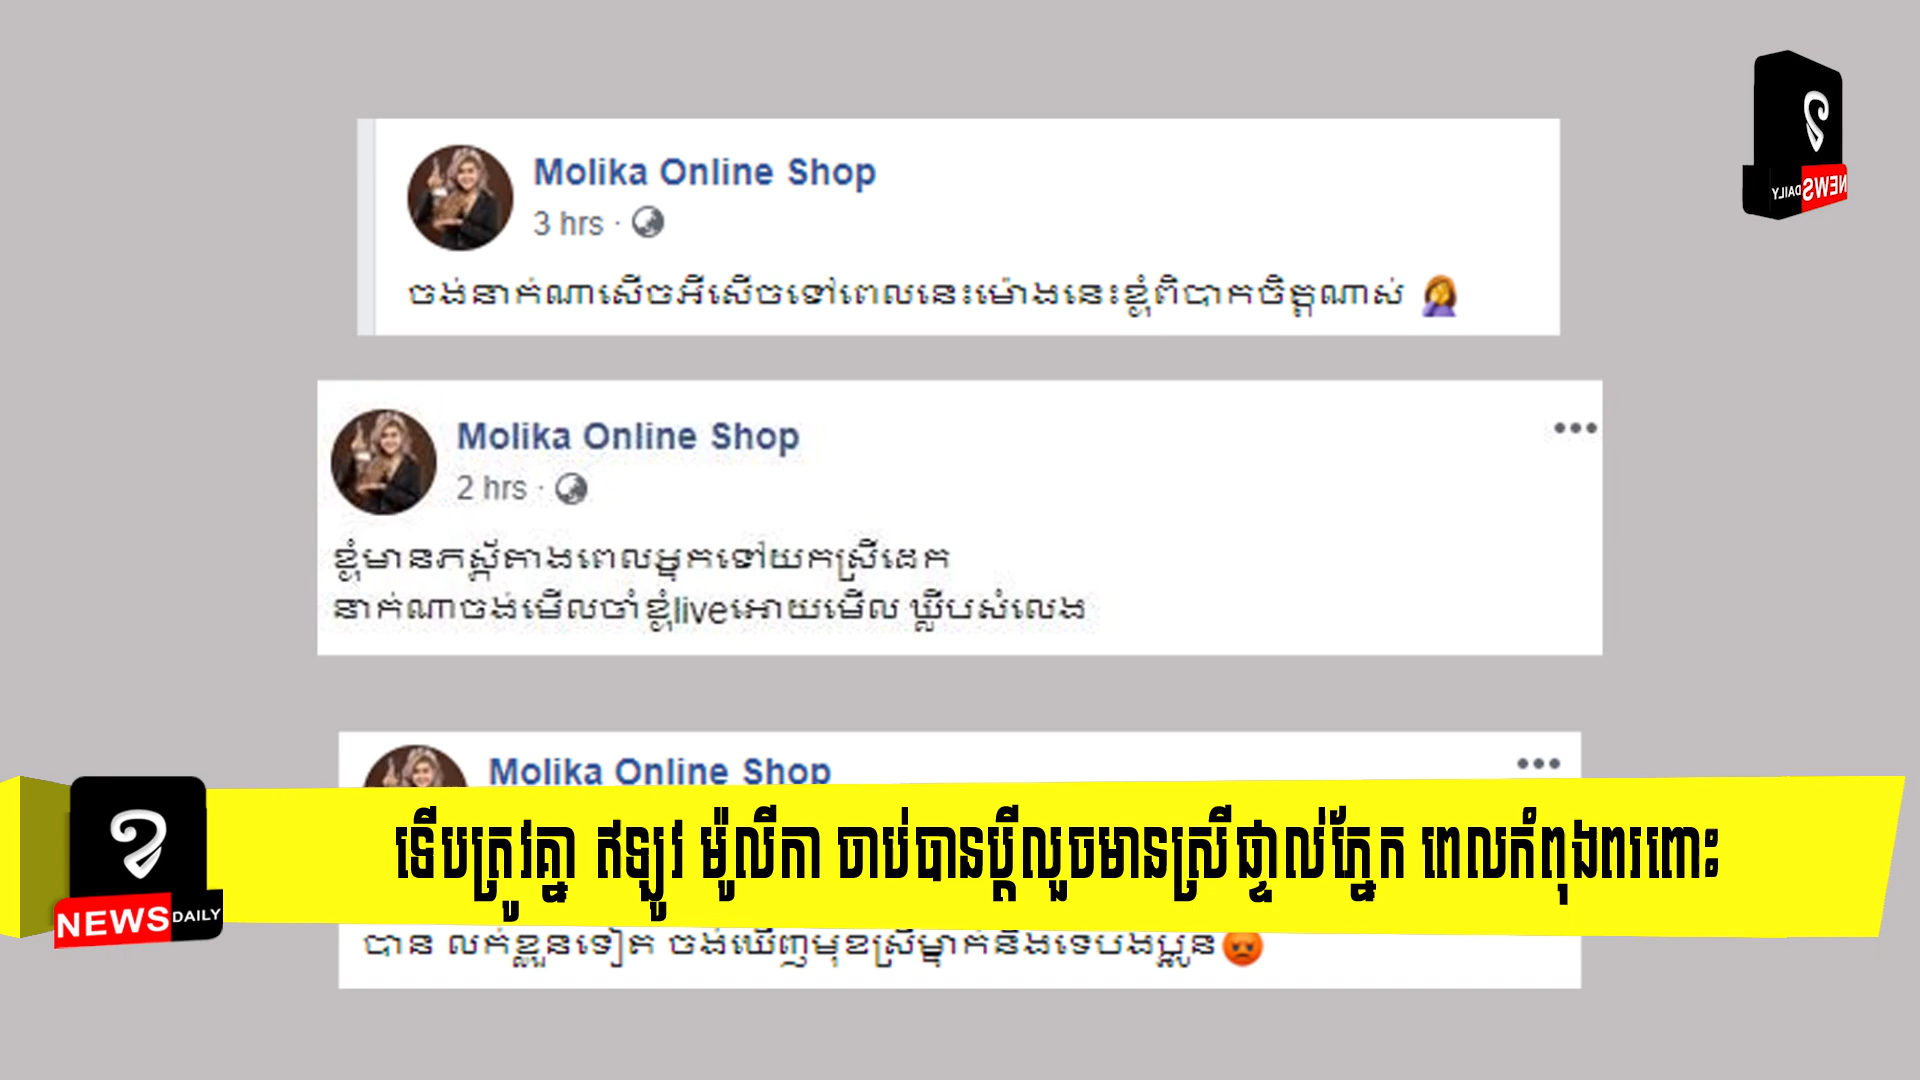 NEWS DAILY
Molika Online Shop
3 hrs ·
ចង់នាក់ណាសើចអីសើចទៅពេលនេះម៉ោងនេះខ្ញុំពិបាកចិត្តណាស់ 🤦‍♀️
Molika Online Shop
2 hrs ·
ខ្ញុំមានភស្ត័តាងពេលអ្នកទៅយកស្រីដេក
នាក់ណាចង់មើលចាំខ្ញុំliveអោយមើល ឃ្លីបសំលេង
Molika Online Shop
ទើបត្រូវគ្នា ឥឡូវ ម៉ូលីកា ចាប់បានប្ដីលួចមានស្រីផ្ទាល់ភ្នែក ពេលកំពុងពរពោះ
NEWS DAILY
បាន លក់ខ្លួនទៀត ចង់ឃើញមុខស្រីម្នាក់នឹងទេបងប្អូន😡